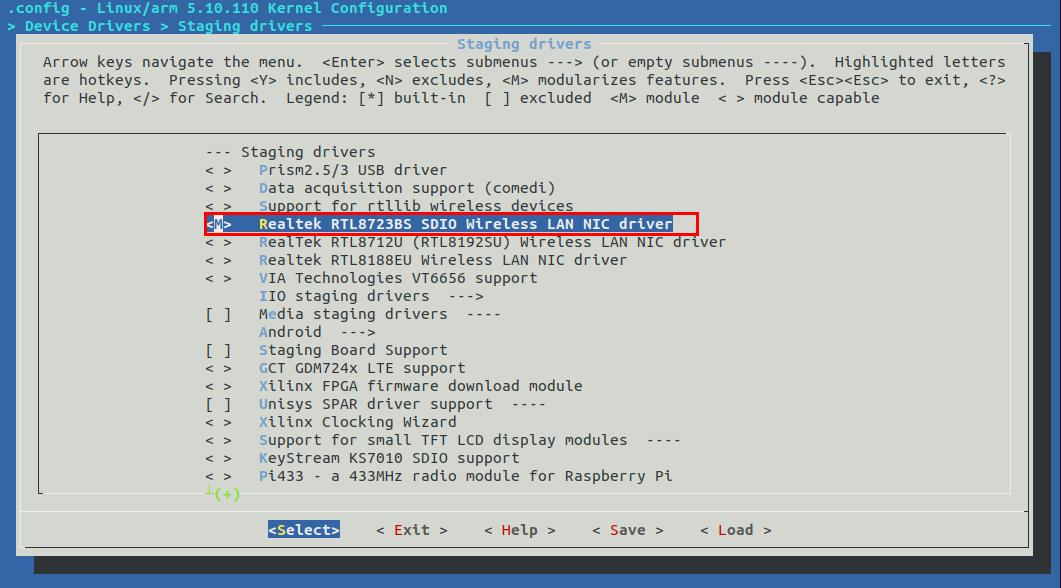 .config - Linux/arm 5.10.110 Kernel Configuration
> Device Drivers > Staging drivers
Staging drivers
Arrow keys navigate the menu.  <Enter> selects submenus ---> (or empty submenus ----).  Highlighted letters
are hotkeys.  Pressing <Y> includes, <N> excludes, <M> modularizes features.  Press <Esc><Esc> to exit, <?>
for Help, </> for Search.  Legend: [*] built-in  [ ] excluded  <M> module  < > module capable
--- Staging drivers
< >   Prism2.5/3 USB driver
< >   Data acquisition support (comedi)
< >   Support for rtllib wireless devices
<M>   Realtek RTL8723BS SDIO Wireless LAN NIC driver
< >   RealTek RTL8712U (RTL8192SU) Wireless LAN NIC driver
< >   Realtek RTL8188EU Wireless LAN NIC driver
< >   VIA Technologies VT6656 support
IIO staging drivers  --->
[ ]   Media staging drivers  ----
Android  --->
[ ]   Staging Board Support
< >   GCT GDM724x LTE support
< >   Xilinx FPGA firmware download module
[ ]   Unisys SPAR driver support  ----
< >   Xilinx Clocking Wizard
< >   Support for small TFT LCD display modules  ----
< >   KeyStream KS7010 SDIO support
< >   Pi433 - a 433MHz radio module for Raspberry Pi
(+)
<Select>    < Exit >    < Help >    < Save >    < Load >